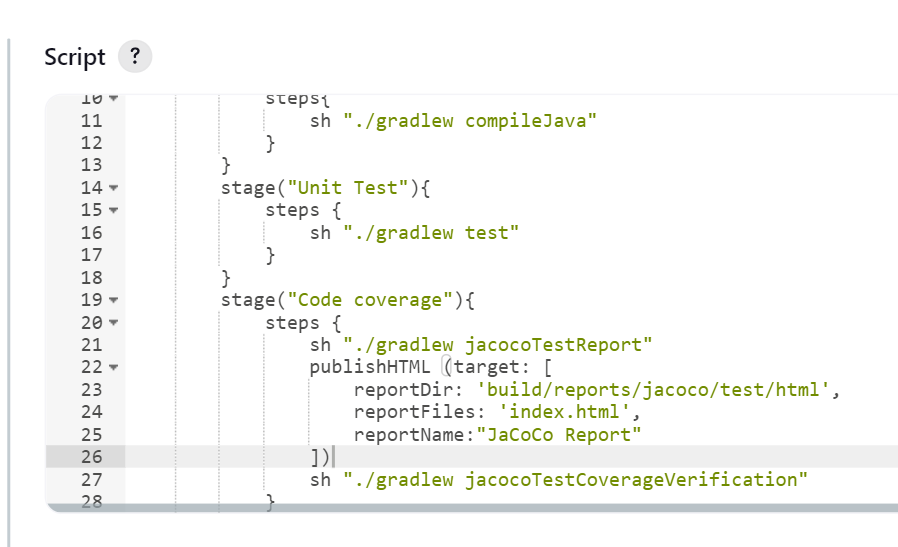 Script ?
10 steps{
11 sh "./gradlew compileJava"
12 }
13 }
14 stage("Unit Test"){
15 steps {
16 sh "./gradlew test"
17 }
18 }
19 stage("Code coverage"){
20 steps {
21 sh "./gradlew jacocoTestReport"
22 publishHTML (target: [
23 reportDir: 'build/reports/jacoco/test/html',
24 reportFiles: 'index.html',
25 reportName:"JaCoCo Report"
26 ])
27 sh "./gradlew jacocoTestCoverageVerification"
28 }